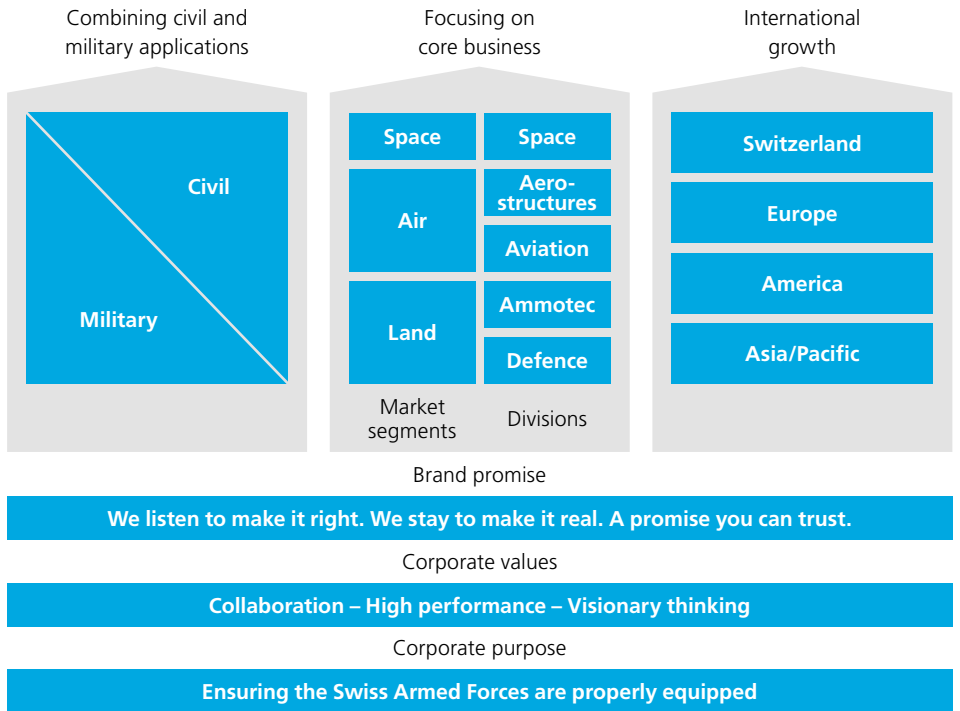 Combining civil and
military applications
Civil
Military
Focusing on
core business
Space
Air
Land
Market
segments
Space
Aero-
structures
Aviation
Ammotec
Defence
Divisions
International
growth
Switzerland
Europe
America
Asia/Pacific
Brand promise
We listen to make it right. We stay to make it real. A promise you can trust.
Corporate values
Collaboration – High performance – Visionary thinking
Corporate purpose
Ensuring the Swiss Armed Forces are properly equipped